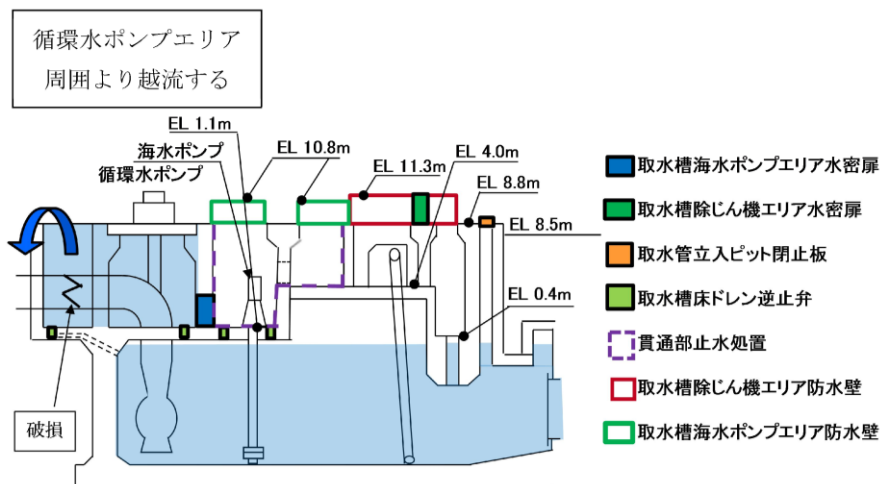 循環水ポンプエリア
周囲より越流する
EL 1.1m
海水ポンプ
循環水ポンプ
EL 10.8m
EL 11.3m
EL 4.0m
EL 8.8m
EL 8.5m
EL 0.4m
破損
取水槽海水ポンプエリア水密扉
取水槽除じん機エリア水密扉
取水管立入ピット閉止板
取水槽床ドレン逆止弁
貫通部止水処置
取水槽除じん機エリア防水壁
取水槽海水ポンプエリア防水壁